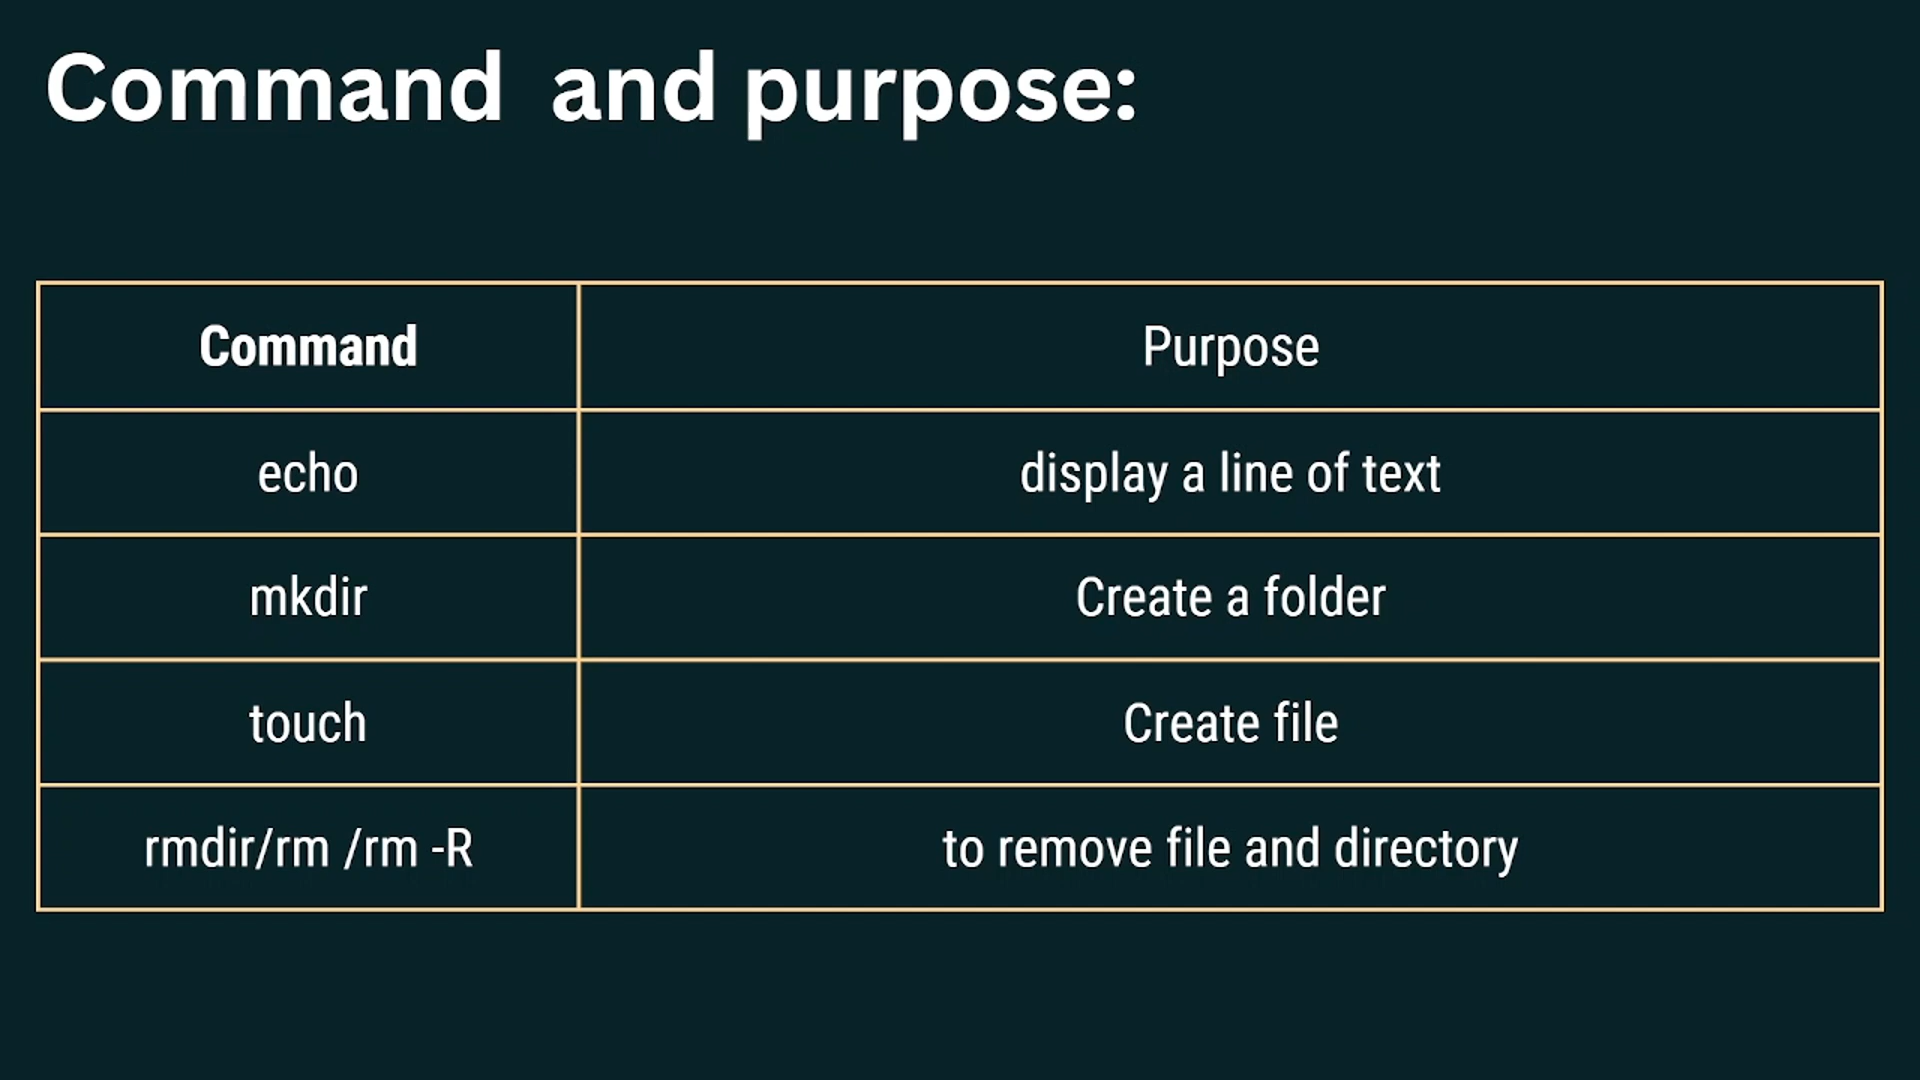 Command and purpose:
Command Purpose
echo display a line of text
mkdir Create a folder
touch Create file
rmdir/rm /rm -R to remove file and directory